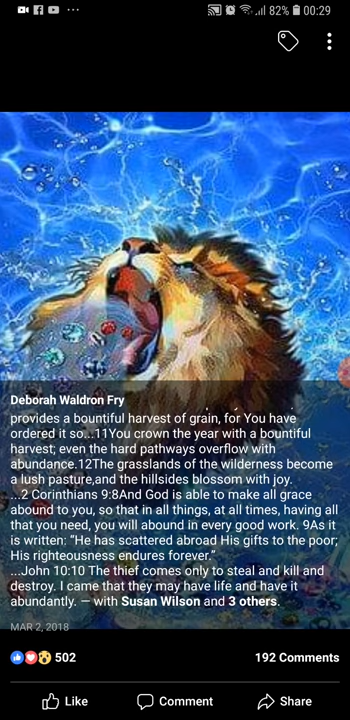 82% 00:29
Deborah Waldron Fry
provides a bountiful harvest of grain, for You have
ordered it so...11You crown the year with a bountiful
harvest; even the hard pathways overflow with
abundance.12The grasslands of the wilderness become
a lush pasture,and the hillsides blossom with joy.
...2 Corinthians 9:8And God is able to make all grace
abound to you, so that in all things, at all times, having all
that you need, you will abound in every good work. 9As it
is written: “He has scattered abroad His gifts to the poor;
His righteousness endures forever.”
...John 10:10 The thief comes only to steal and kill and
destroy. I came that they may have life and have it
abundantly. — with Susan Wilson and 3 others.
MAR 2, 2018
502 192 Comments
Like Comment Share